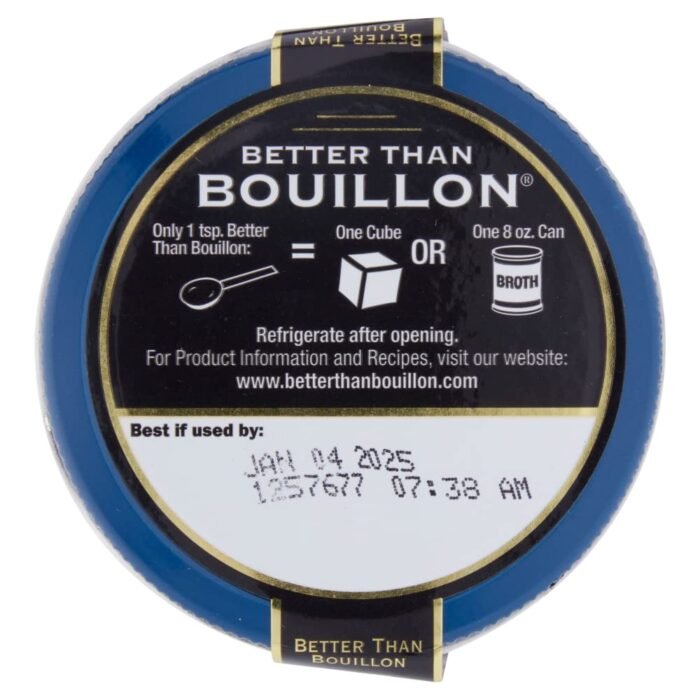 BETTER THAN
BOUILLON
BETTER THAN
BOUILLON®
Only 1 tsp. Better
Than Bouillon:
=
One Cube
OR
One 8 oz. Can
BROTH
Refrigerate after opening.
For Product Information and Recipes, visit our website:
www.betterthanbouillon.com
Best if used by:
JAN 04 2025
1257677 07:38 AM
BETTER THAN
BOUILLON